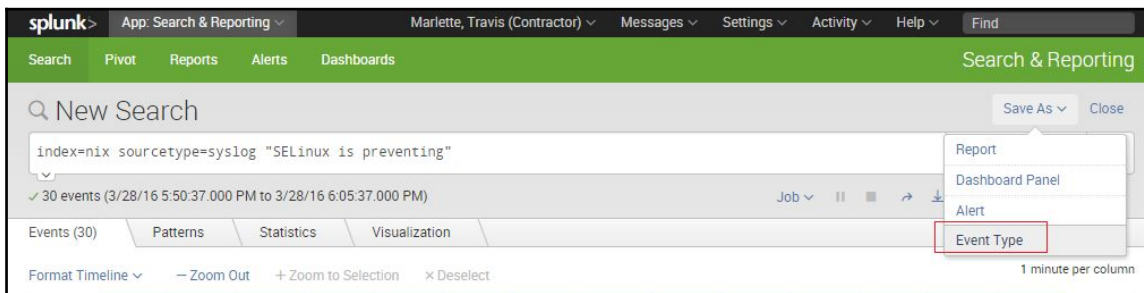 splunk> App: Search & Reporting Marlette, Travis (Contractor) Messages Settings Activity Help Find
Search Pivot Reports Alerts Dashboards Search & Reporting
New Search Save As Close
index=nix sourcetype=syslog "SELinux is preventing"
Report
Dashboard Panel
30 events (3/28/16 5:50:37.000 PM to 3/28/16 6:05:37.000 PM) Job
Alert
Event Type
Events (30) Patterns Statistics Visualization
Format Timeline — Zoom Out + Zoom to Selection × Deselect 1 minute per column